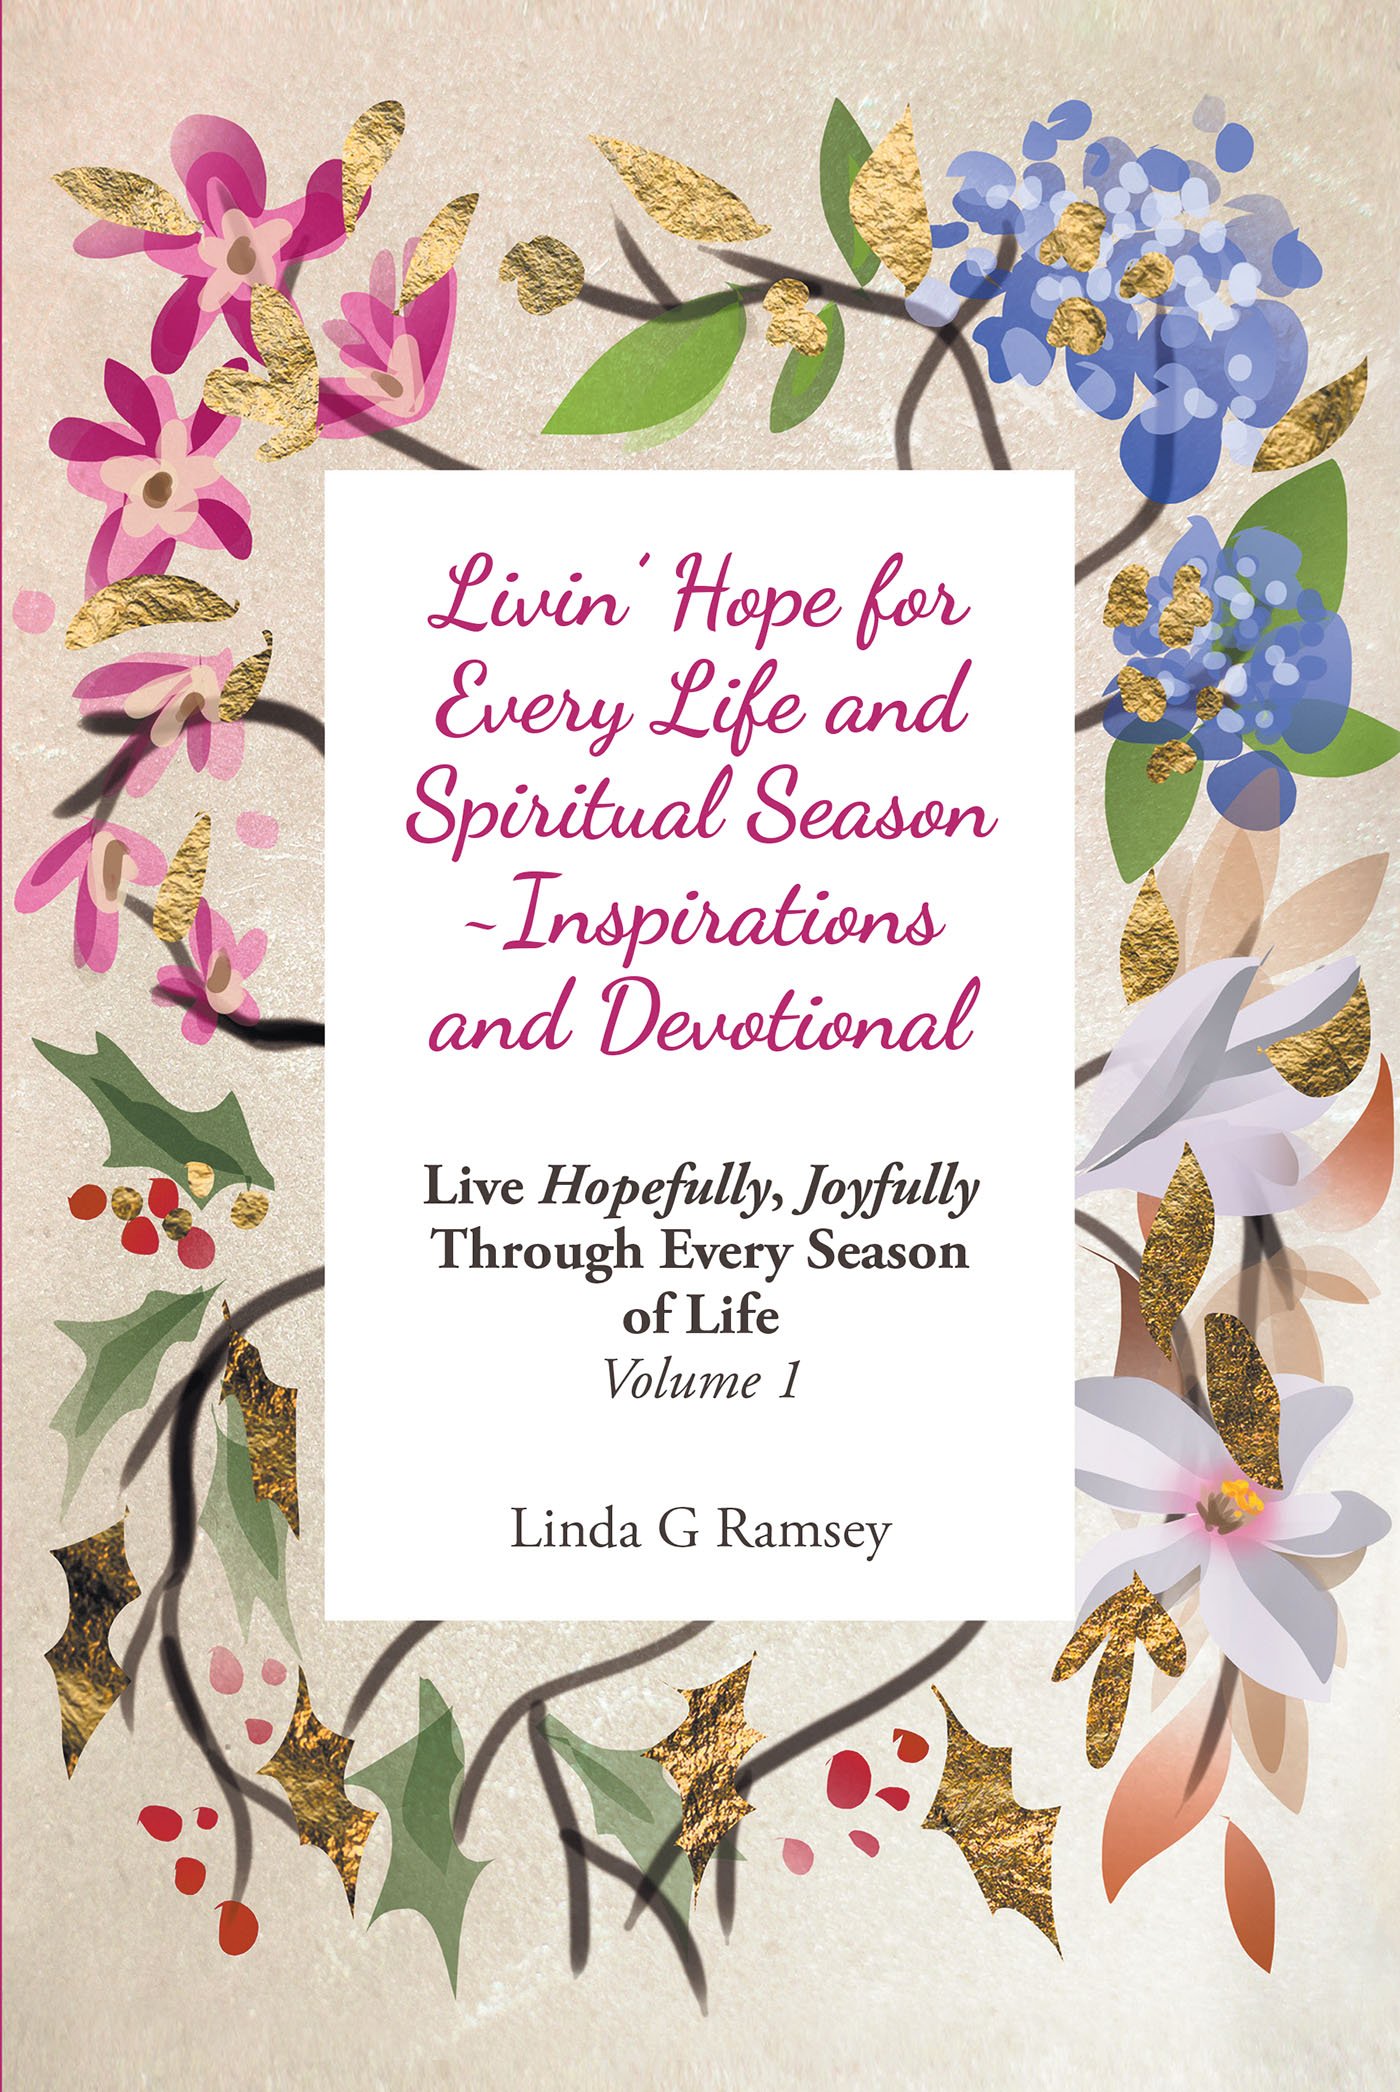 Livin' Hope for
Every Life and
Spiritual Season
~Inspirations
and Devotional
Live Hopefully, Joyfully
Through Every Season
of Life
Volume 1
Linda G Ramsey